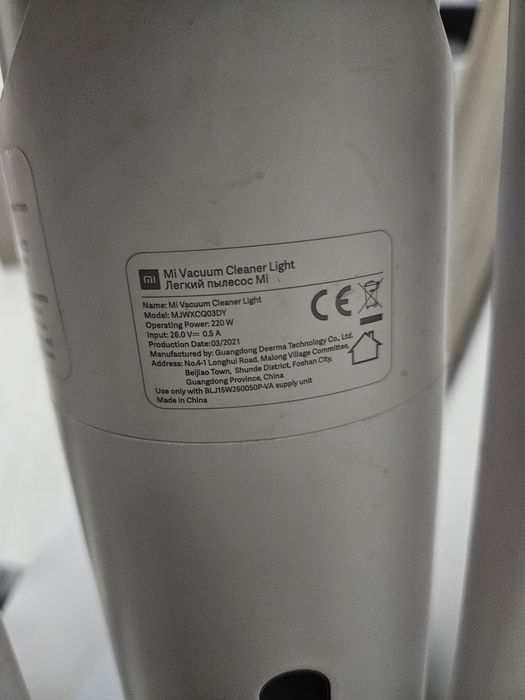 mi
Mi Vacuum Cleaner Light
Легкий пылесос Mi
Name: Mi Vacuum Cleaner Light
Model: MJWXCQ03DY
Operating Power: 220 W
Input: 26.0 V⎓ 0.5 A
Production Date:03/2021
Manufactured by: Guangdong Deerma Technology Co., Ltd.
Address: No.4-1 Longhui Road, Malong Village Committee,
Beijiao Town, Shunde District, Foshan City,
Guangdong Province, China
Use only with BLJ15W260050P-VA supply unit
Made in China
CE